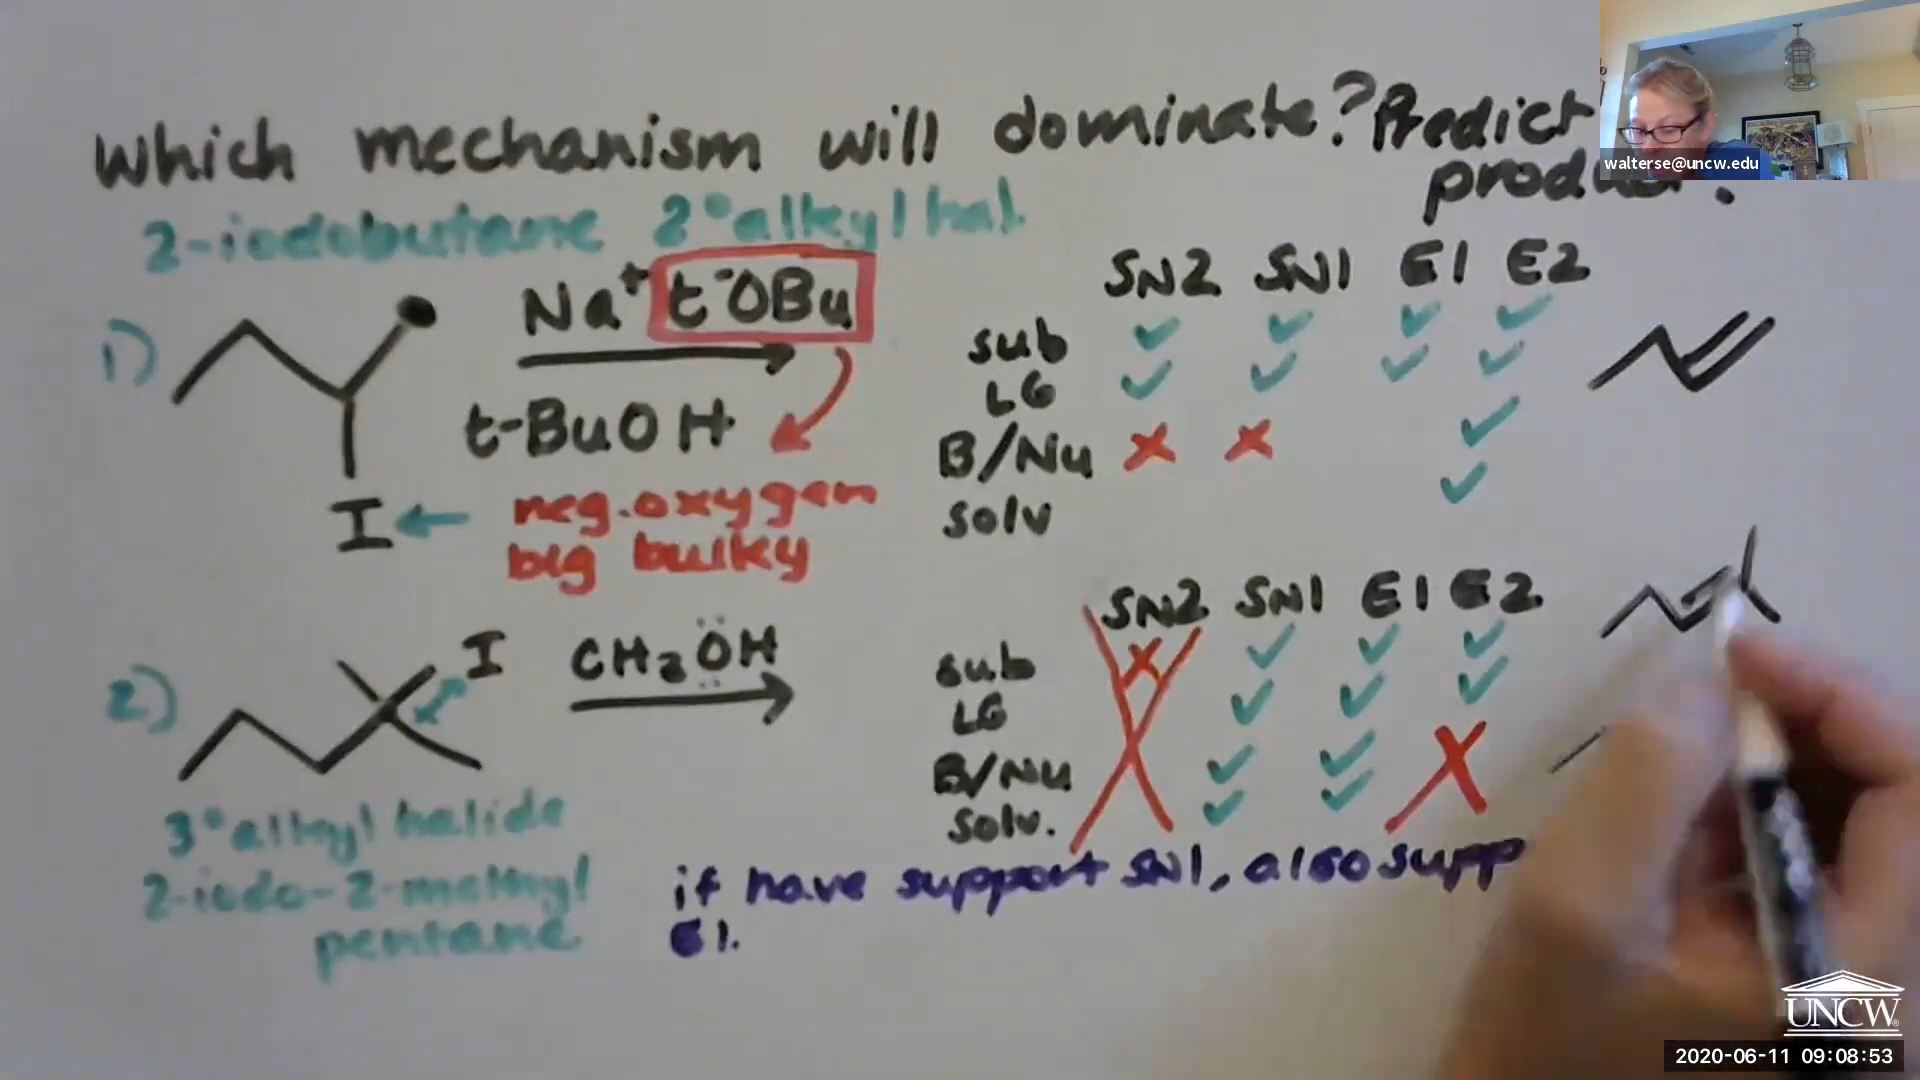 Which mechanism will dominate? Predict
walterse@uncw.edu
2-iodobutane 2° alkyl hal.
1)
Na⁺ t⁻OBu
t-BuOH
I
neg. oxygen
big bulky
SN2 SN1 E1 E2
sub ✓ ✓ ✓ ✓
LG ✓ ✓ ✓ ✓
B/Nu x x ✓
solv ✓
2)
I
CH₃ÖH
3° alkyl halide
2-iodo-2-methyl
pentane
SN2 SN1 E1 E2
sub x ✓ ✓ ✓
LG ✓ ✓ ✓
B/Nu ✓ ✓ X
Solv. ✓ ✓
if have support SN1, also supp
E1.
UNCW
2020-06-11 09:08:53